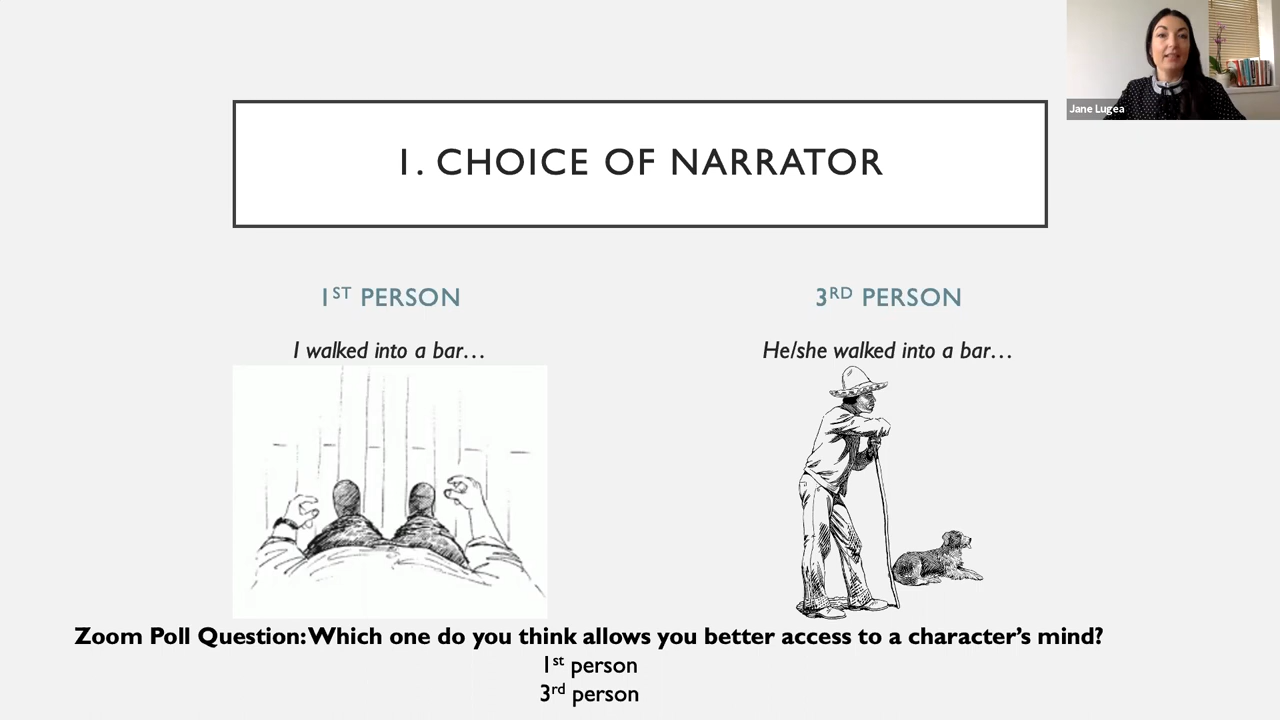 Jane Lugea
1. CHOICE OF NARRATOR
1ST PERSON
I walked into a bar…
3RD PERSON
He/she walked into a bar…
Zoom Poll Question: Which one do you think allows you better access to a character’s mind?
1st person
3rd person